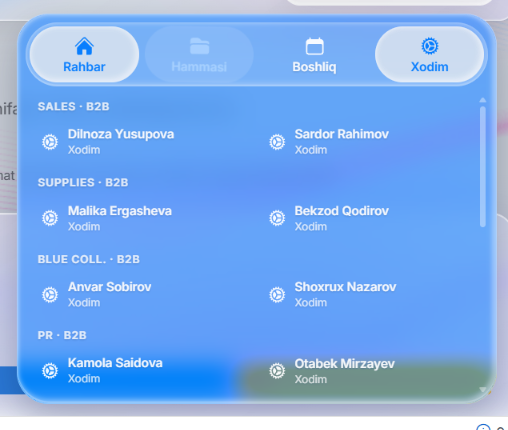 Rahbar
Hammasi
Boshliq
Xodim
SALES · B2B
Dilnoza Yusupova
Xodim
Sardor Rahimov
Xodim
SUPPLIES · B2B
Malika Ergasheva
Xodim
Bekzod Qodirov
Xodim
BLUE COLL. · B2B
Anvar Sobirov
Xodim
Shoxrux Nazarov
Xodim
PR · B2B
Kamola Saidova
Xodim
Otabek Mirzayev
Xodim